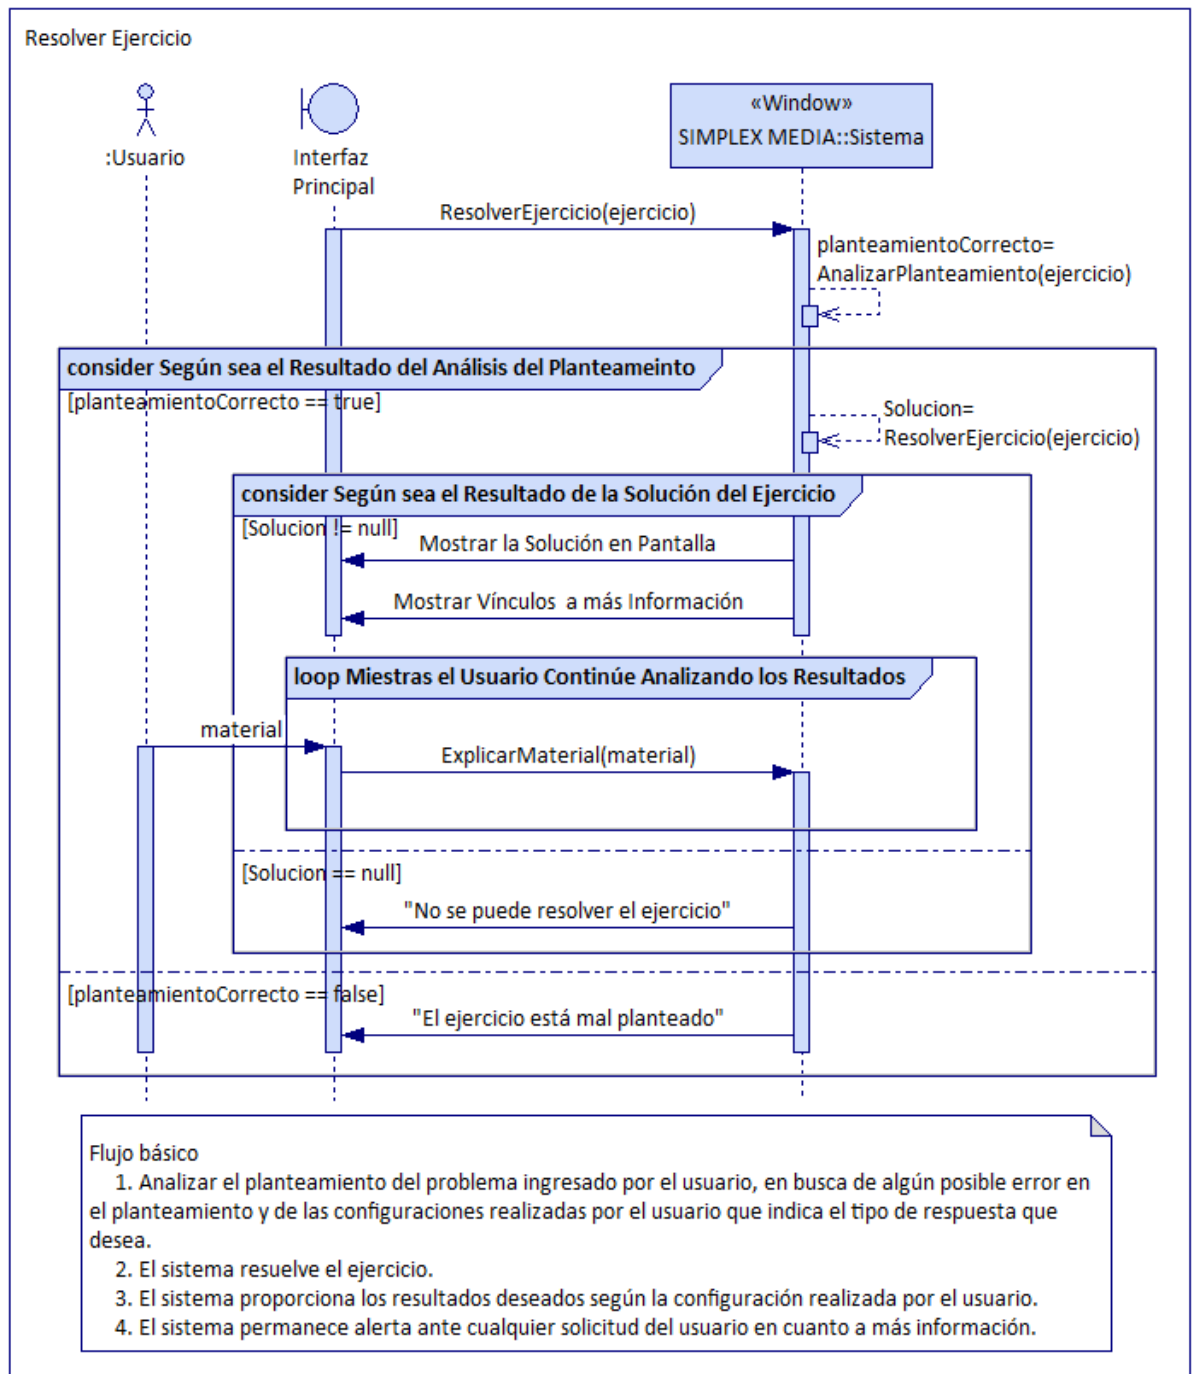 Resolver Ejercicio
«Window»
SIMPLEX MEDIA::Sistema
:Usuario
Interfaz
Principal
ResolverEjercicio(ejercicio)
planteamientoCorrecto=
AnalizarPlanteamiento(ejercicio)
consider Según sea el Resultado del Análisis del Planteameinto
[planteamientoCorrecto == true]
Solucion=
ResolverEjercicio(ejercicio)
consider Según sea el Resultado de la Solución del Ejercicio
[Solucion != null]
Mostrar la Solución en Pantalla
Mostrar Vínculos  a más Información
loop Miestras el Usuario Continúe Analizando los Resultados
material
ExplicarMaterial(material)
[Solucion == null]
"No se puede resolver el ejercicio"
[planteamientoCorrecto == false]
"El ejercicio está mal planteado"
Flujo básico
1. Analizar el planteamiento del problema ingresado por el usuario, en busca de algún posible error en
el planteamiento y de las configuraciones realizadas por el usuario que indica el tipo de respuesta que
desea.
2. El sistema resuelve el ejercicio.
3. El sistema proporciona los resultados deseados según la configuración realizada por el usuario.
4. El sistema permanece alerta ante cualquier solicitud del usuario en cuanto a más información.